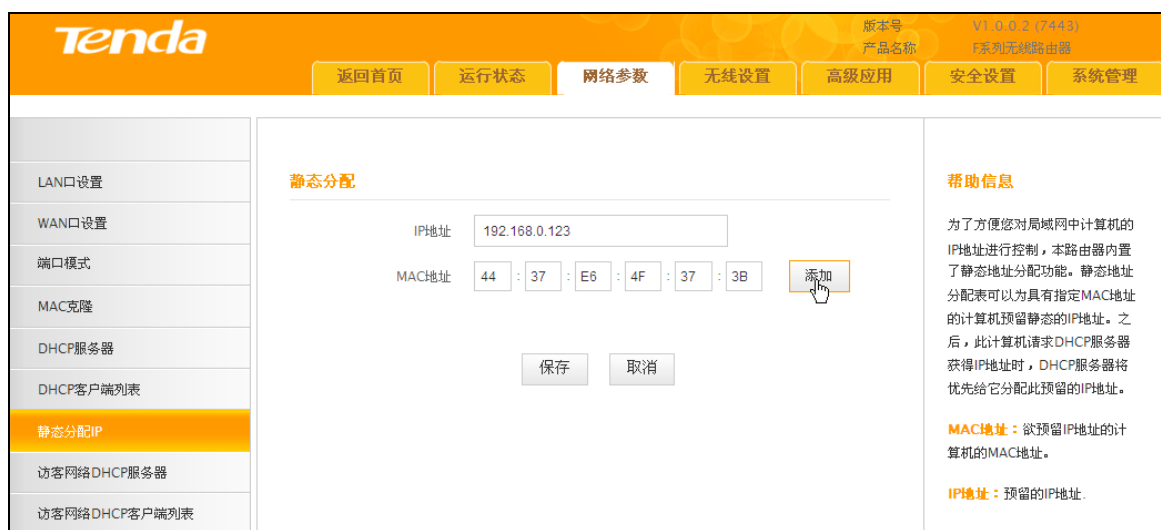 Tenda
版本号 V1.0.0.2 (7443)
产品名称 F系列无线路由器
返回首页 运行状态 网络参数 无线设置 高级应用 安全设置 系统管理
LAN口设置
WAN口设置
端口模式
MAC克隆
DHCP服务器
DHCP客户端列表
静态分配IP
访客网络DHCP服务器
访客网络DHCP客户端列表
静态分配
IP地址 192.168.0.123
MAC地址 44 : 37 : E6 : 4F : 37 : 3B 添加
保存 取消
帮助信息
为了方便您对局域网中计算机的
IP地址进行控制，本路由器内置
了静态地址分配功能。静态地址
分配表可以为具有指定MAC地址
的计算机预留静态的IP地址。之
后，此计算机请求DHCP服务器
获得IP地址时，DHCP服务器将
优先给它分配此预留的IP地址。
MAC地址：欲预留IP地址的计
算机的MAC地址。
IP地址：预留的IP地址.